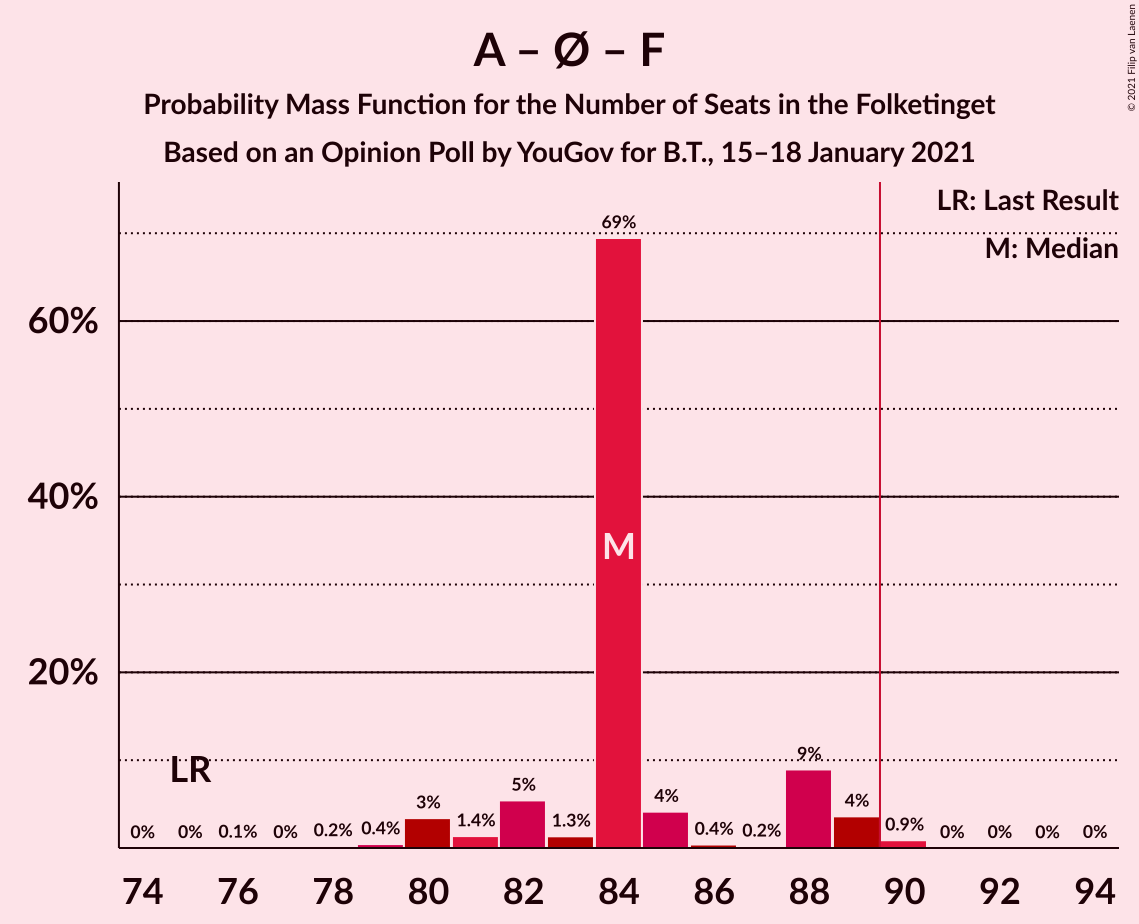 A – Ø – F
Probability Mass Function for the Number of Seats in the Folketinget
Based on an Opinion Poll by YouGov for B.T., 15–18 January 2021
© 2021 Filip van Laenen
LR: Last Result
M: Median
60%
40%
20%
LR
M
0% 0% 0.1% 0% 0.2% 0.4% 3% 1.4% 5% 1.3% 69% 4% 0.4% 0.2% 9% 4% 0.9% 0% 0% 0% 0%
74 76 78 80 82 84 86 88 90 92 94